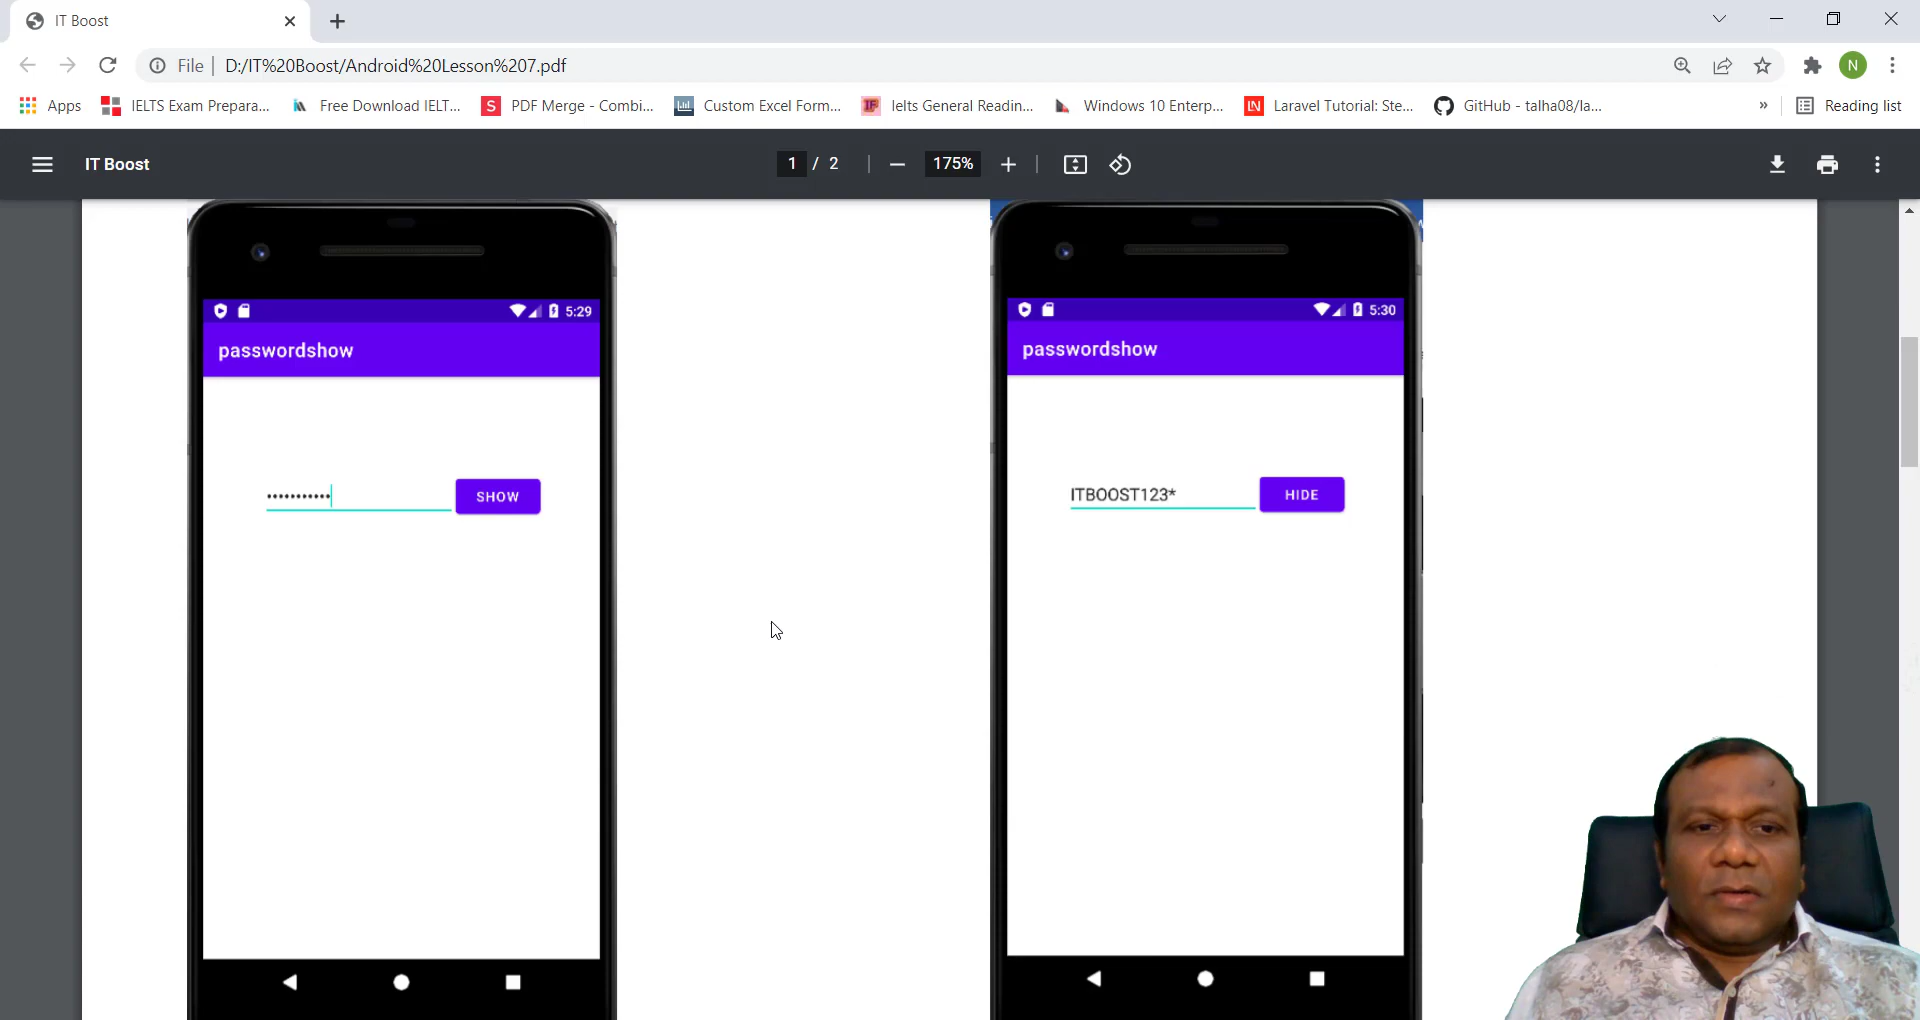 IT Boost
File | D:/IT%20Boost/Android%20Lesson%207.pdf
N
Apps IELTS Exam Prepara... Free Download IELT... PDF Merge - Combi... Custom Excel Form... Ielts General Readin... Windows 10 Enterp... Laravel Tutorial: Ste... GitHub - talha08/la... » Reading list
IT Boost 1 / 2 175%
5:29
passwordshow
SHOW
5:30
passwordshow
ITBOOST123* HIDE